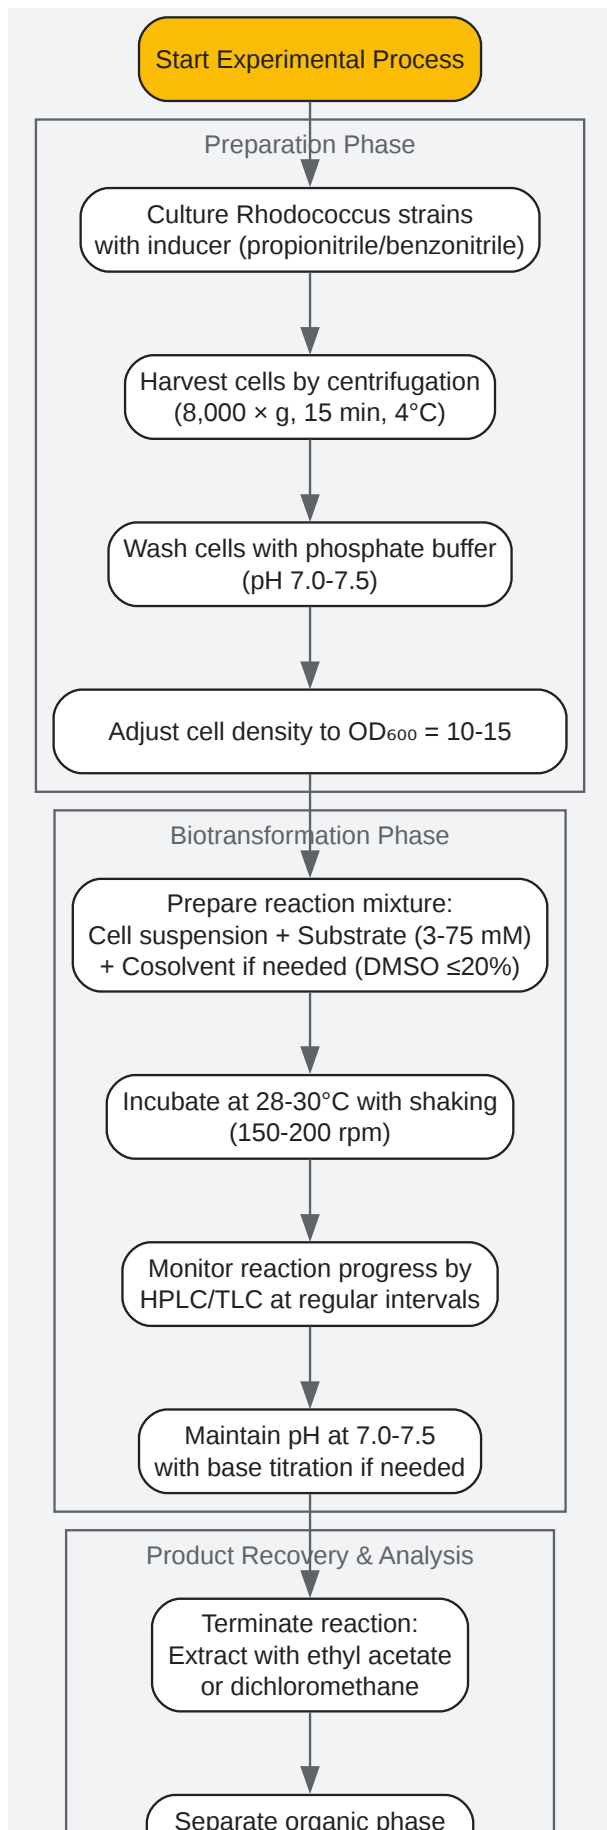 Start Experimental Process
Preparation Phase
Culture Rhodococcus strains
with inducer (propionitrile/benzonitrile)
Harvest cells by centrifugation
(8,000 × g, 15 min, 4°C)
Wash cells with phosphate buffer
(pH 7.0-7.5)
Adjust cell density to OD₆₀₀ = 10-15
Biotransformation Phase
Prepare reaction mixture:
Cell suspension + Substrate (3-75 mM)
+ Cosolvent if needed (DMSO ≤20%)
Incubate at 28-30°C with shaking
(150-200 rpm)
Monitor reaction progress by
HPLC/TLC at regular intervals
Maintain pH at 7.0-7.5
with base titration if needed
Product Recovery & Analysis
Terminate reaction:
Extract with ethyl acetate
or dichloromethane
Separate organic phase